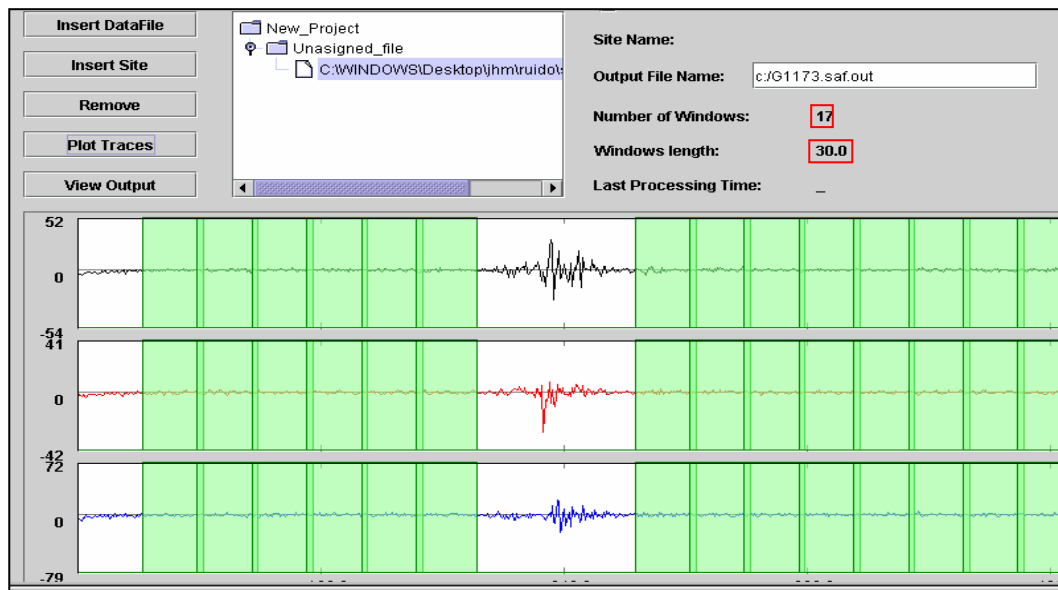 Insert DataFile
Insert Site
Remove
Plot Traces
View Output
New_Project
Unasigned_file
C:\WINDOWS\Desktop\jhm\ruido\
Site Name:
Output File Name: c:/G1173.saf.out
Number of Windows: 17
Windows length: 30.0
Last Processing Time: _
52
0
-54
41
0
-42
72
0
-79